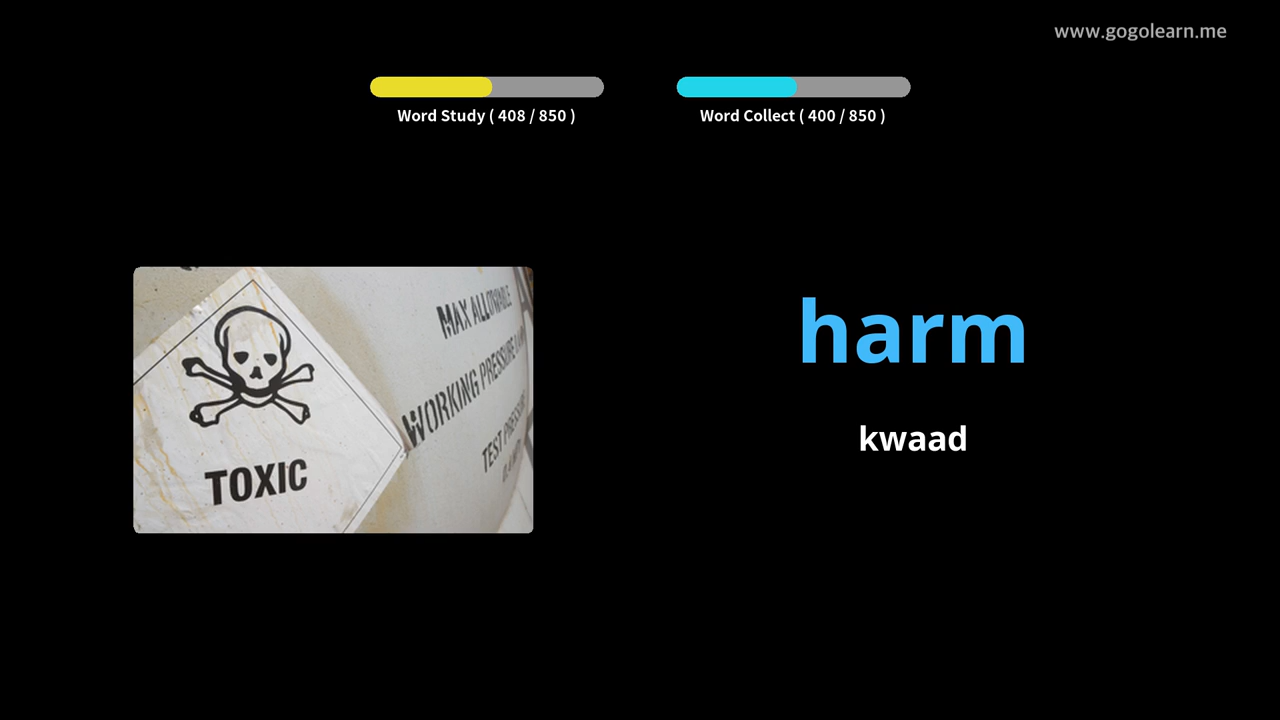 www.gogolearn.me
Word Study ( 408 / 850 )
Word Collect ( 400 / 850 )
MAX ALLOWABLE
WORKING PRESSURE
TEST
TOXIC
harm
kwaad